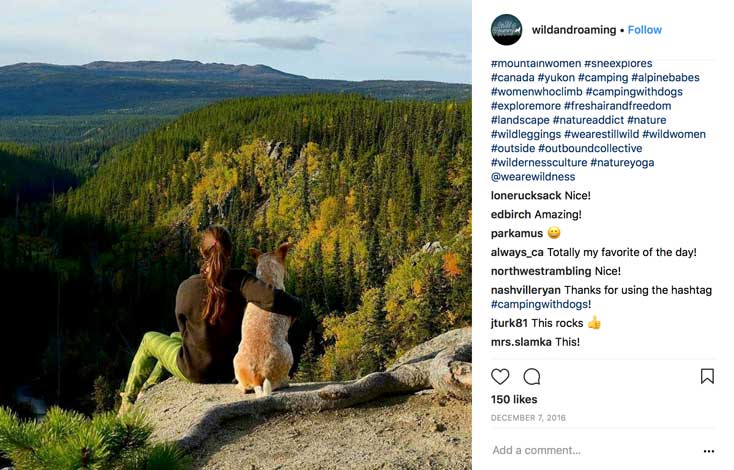 wildandroaming • Follow
#mountainwomen #sheexplores
#canada #yukon #camping #alpinebabes
#womenwhoclimb #campingwithdogs
#exploremore #freshairandfreedom
#landscape #natureaddict #nature
#wildleggings #wearestillwild #wildwomen
#outside #outboundcollective
#wildernessculture #natureyoga
@wearewildness
lonerucksack Nice!
edbirch Amazing!
parkamus 😀
always_ca Totally my favorite of the day!
northwestrambling Nice!
nashvilleryan Thanks for using the hashtag
#campingwithdogs!
jturk81 This rocks 👍
mrs.slamka This!
150 likes
DECEMBER 7, 2016
Add a comment...